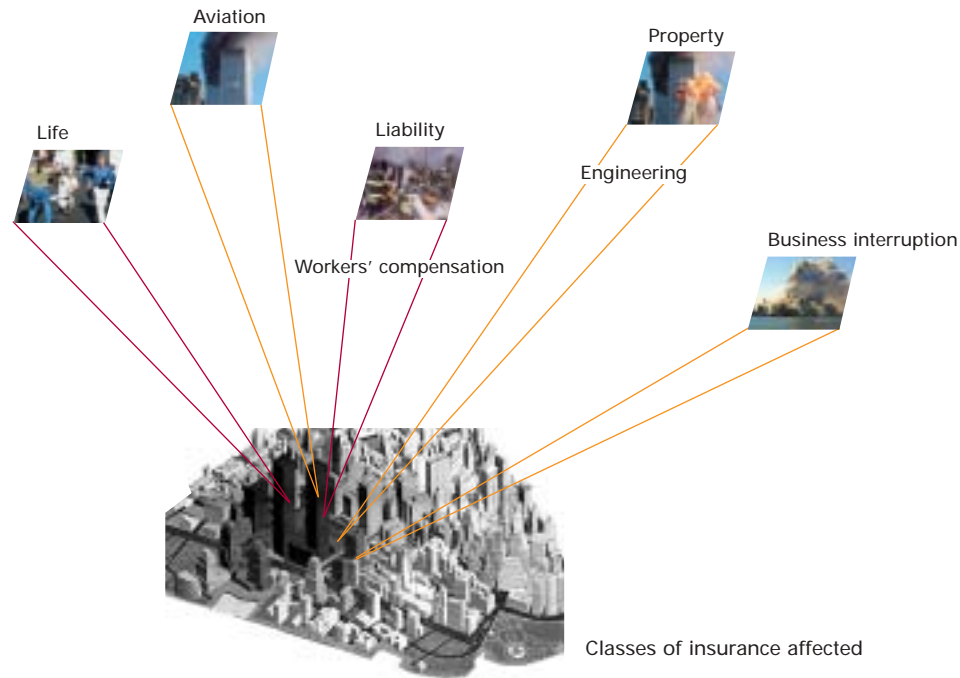 Aviation
Property
Life
Liability
Engineering
Business interruption
Workers' compensation
Classes of insurance affected